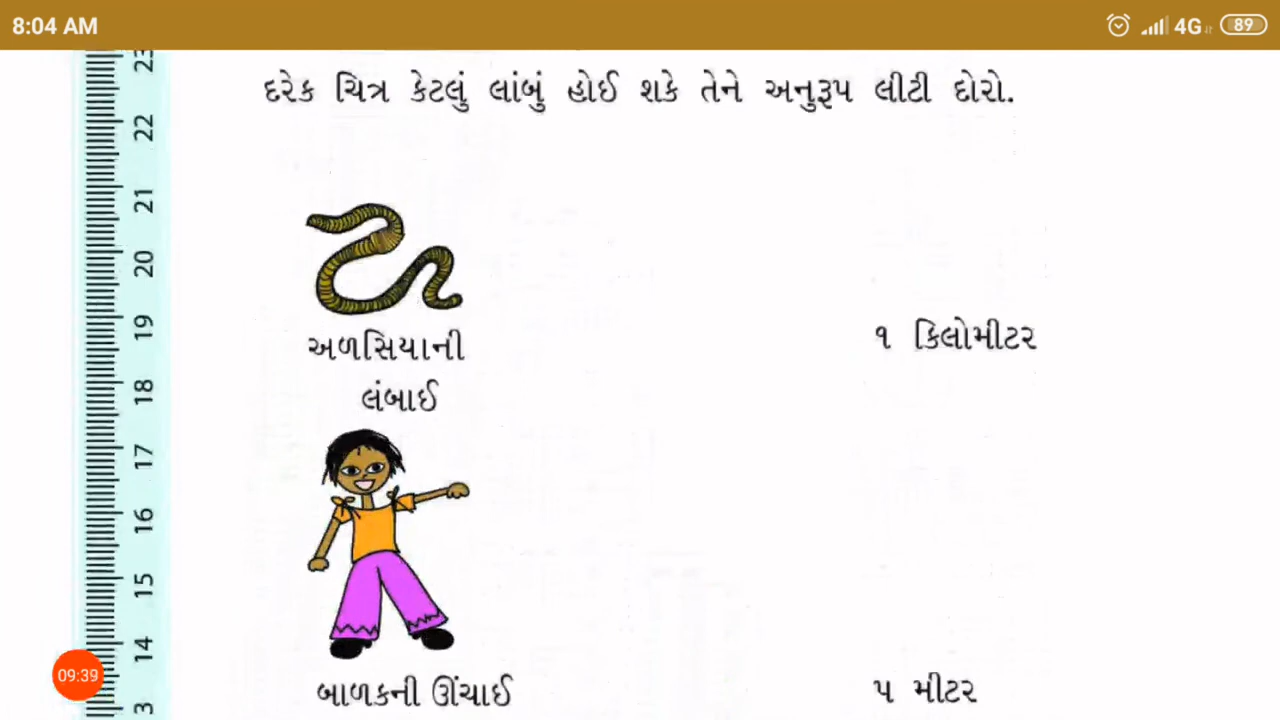 8:04 AM
4G
89
દરેક ચિત્ર કેટલું લાંબું હોઈ શકે તેને અનુરૂપ લીટી દોરો.
23
22
21
20
19
18
17
16
15
14
3
અળસિયાની
લંબાઈ
૧ કિલોમીટર
બાળકની ઊંચાઈ
૫ મીટર
09:39